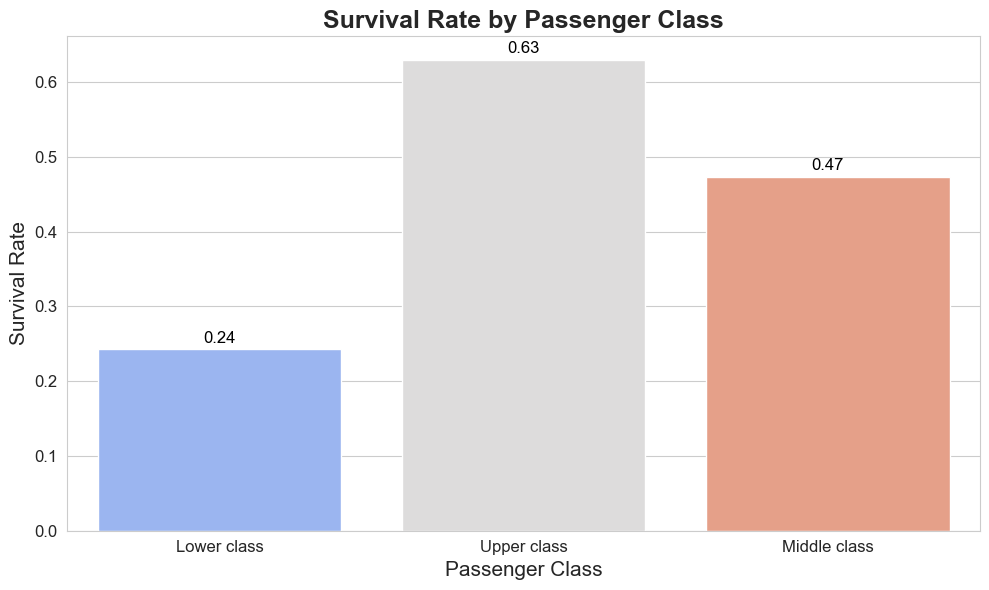 Survival Rate by Passenger Class
0.63
0.47
0.24
Survival Rate
0.6
0.5
0.4
0.3
0.2
0.1
0.0
Lower class Upper class Middle class
Passenger Class